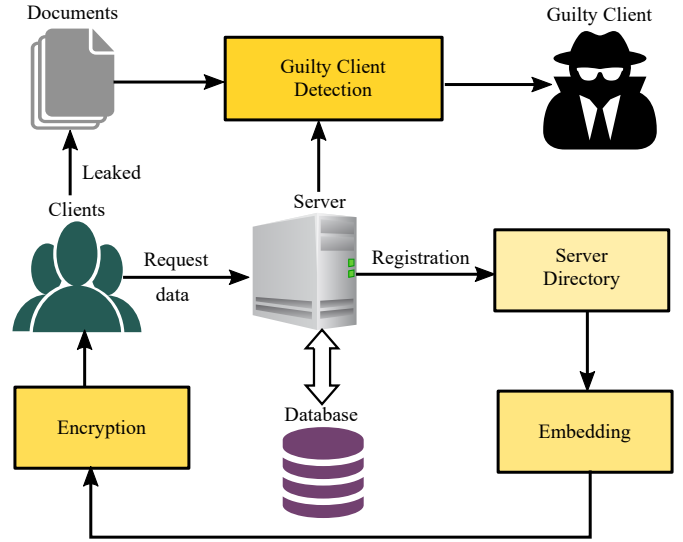 Documents
Guilty Client
Guilty Client
Detection
Leaked
Clients
Server
Request
data
Registration
Server
Directory
Encryption
Database
Embedding